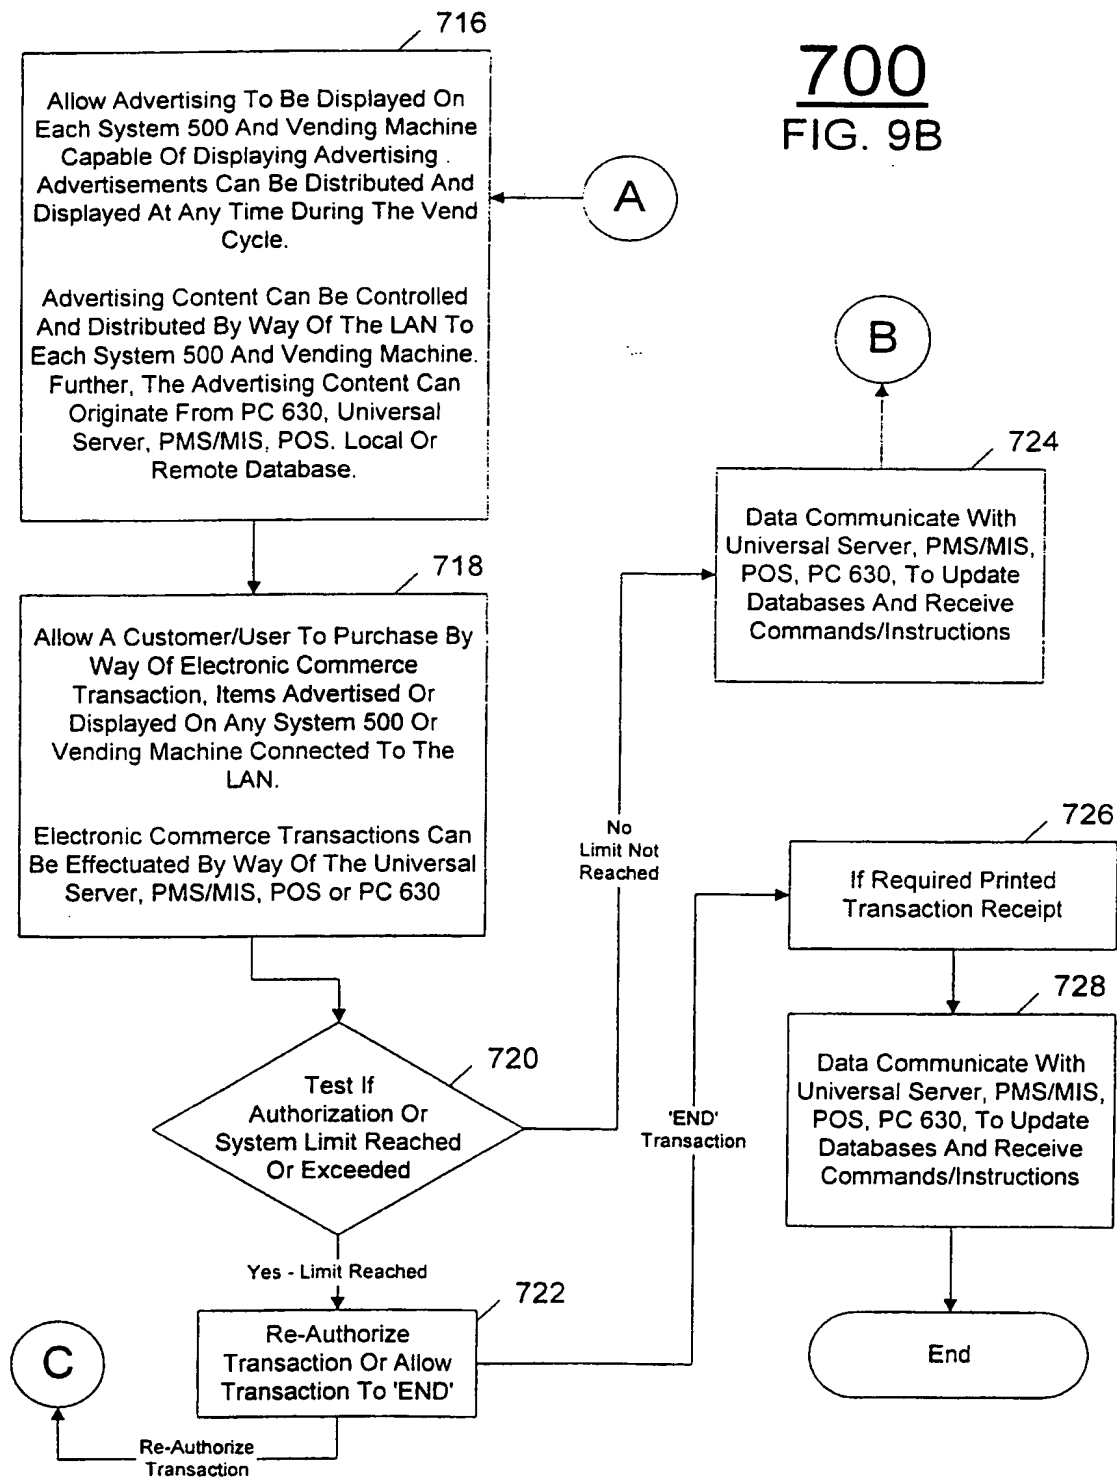 700
FIG. 9B
716
Allow Advertising To Be Displayed On
Each System 500 And Vending Machine
Capable Of Displaying Advertising .
Advertisements Can Be Distributed And
Displayed At Any Time During The Vend
Cycle.
Advertising Content Can Be Controlled
And Distributed By Way Of The LAN To
Each System 500 And Vending Machine.
Further, The Advertising Content Can
Originate From PC 630, Universal
Server, PMS/MIS, POS. Local Or
Remote Database.
A
B
718
Allow A Customer/User To Purchase By
Way Of Electronic Commerce
Transaction, Items Advertised Or
Displayed On Any System 500 Or
Vending Machine Connected To The
LAN.
Electronic Commerce Transactions Can
Be Effectuated By Way Of The Universal
Server, PMS/MIS, POS or PC 630
720
Test If
Authorization Or
System Limit Reached
Or Exceeded
No
Limit Not
Reached
724
Data Communicate With
Universal Server, PMS/MIS,
POS, PC 630, To Update
Databases And Receive
Commands/Instructions
Yes - Limit Reached
722
Re-Authorize
Transaction Or Allow
Transaction To 'END'
C
Re-Authorize
Transaction
'END'
Transaction
726
If Required Printed
Transaction Receipt
728
Data Communicate With
Universal Server, PMS/MIS,
POS, PC 630, To Update
Databases And Receive
Commands/Instructions
End